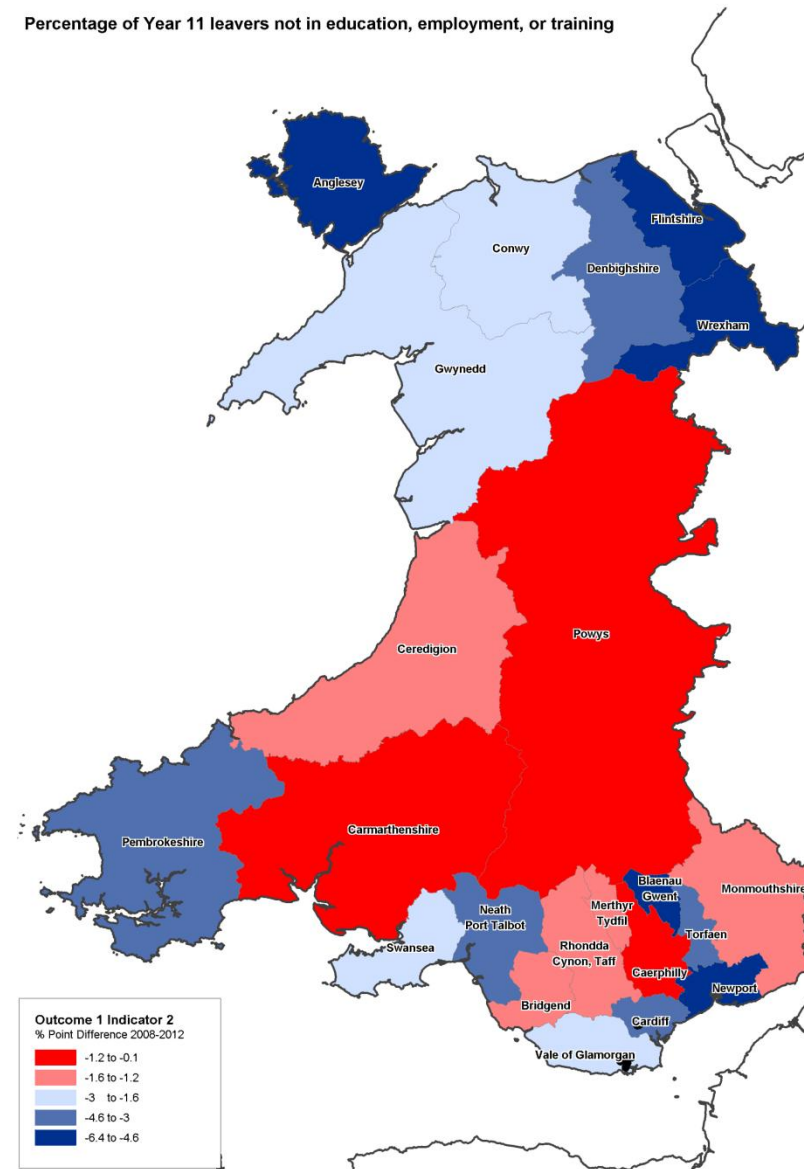 Percentage of Year 11 leavers not in education, employment, or training
Anglesey
Flintshire
Conwy
Denbighshire
Wrexham
Gwynedd
Powys
Ceredigion
Carmarthenshire
Pembrokeshire
Blaenau
Gwent
Monmouthshire
Merthyr
Tydfil
Neath
Port Talbot
Torfaen
Swansea
Rhondda
Cynon, Taff
Caerphilly
Newport
Bridgend
Cardiff
Vale of Glamorgan
Outcome 1 Indicator 2
% Point Difference 2008-2012
-1.2 to -0.1
-1.6 to -1.2
-3 to -1.6
-4.6 to -3
-6.4 to -4.6